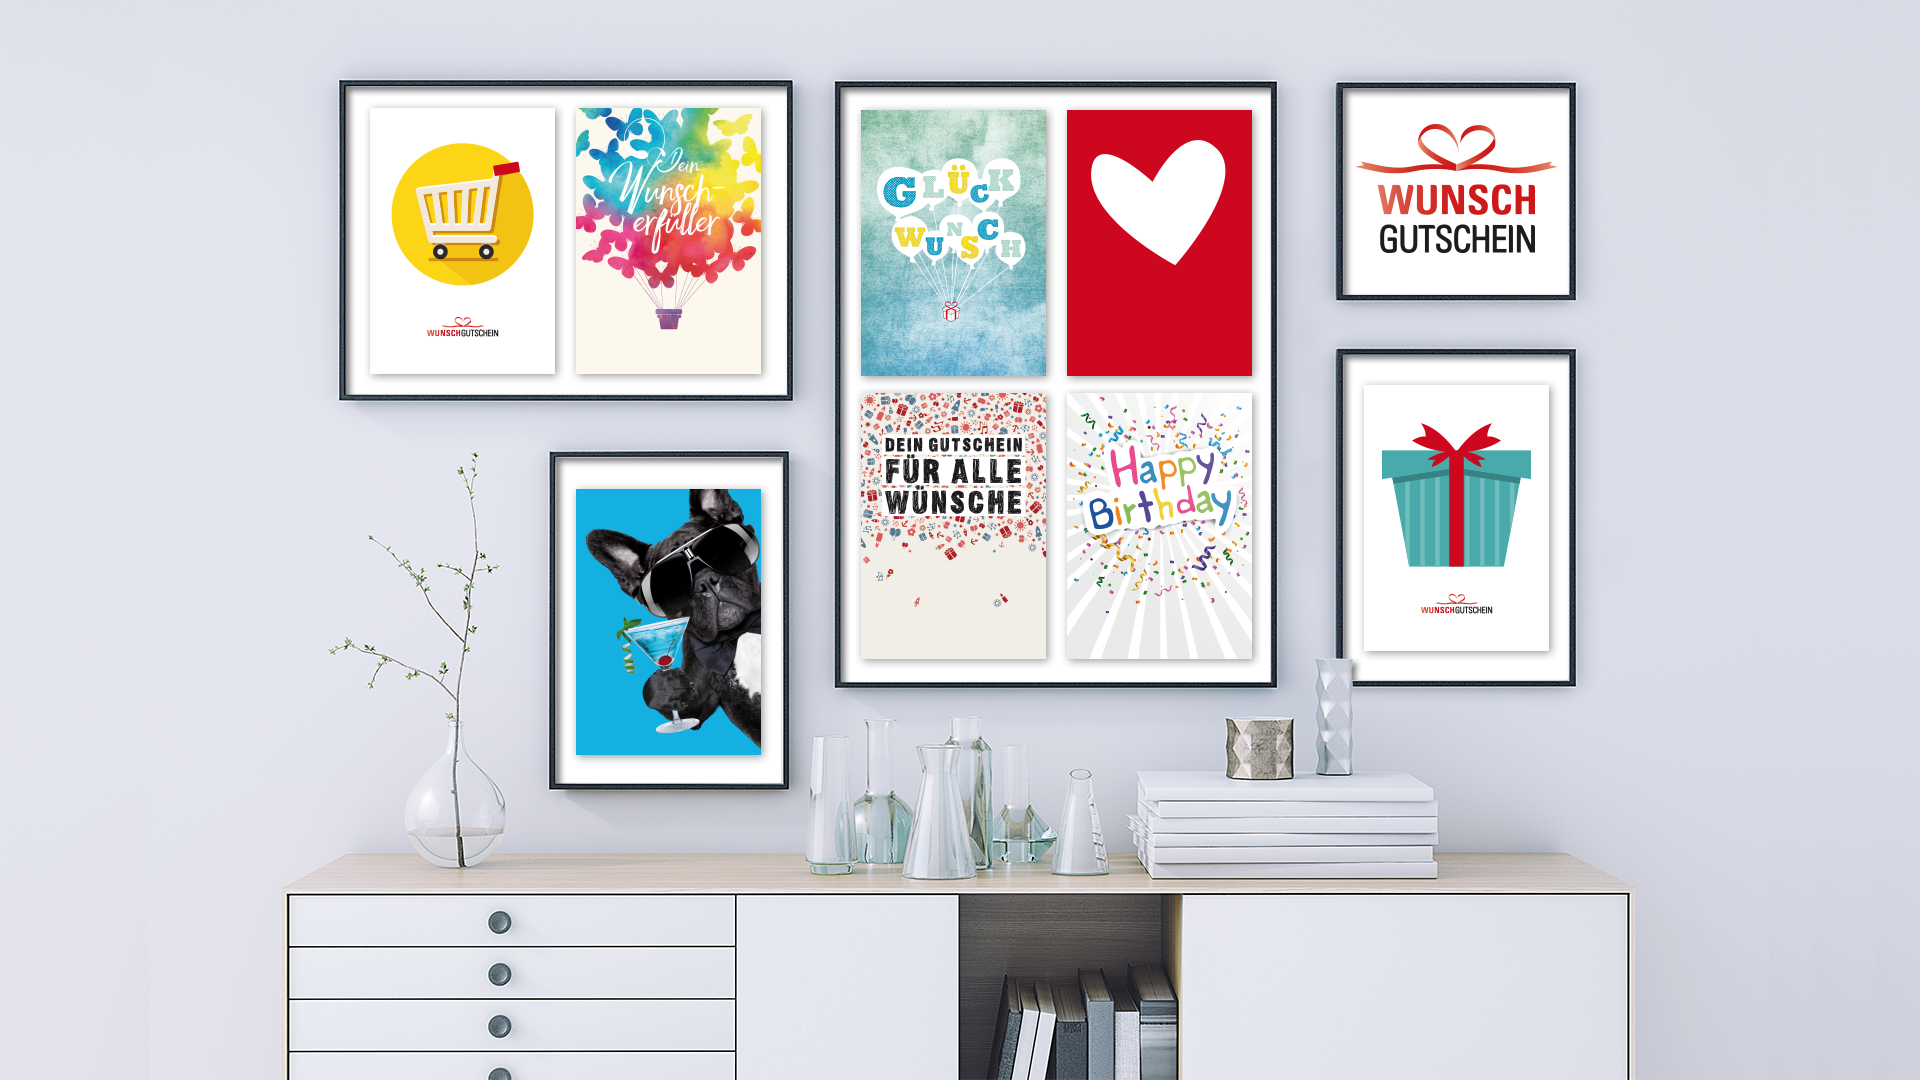 WUNSCHGUTSCHEIN
Dein
Wunsch-
erfüller
GLÜCK
WUNSCH
DEIN GUTSCHEIN
FÜR ALLE
WÜNSCHE
Happy
Birthday
WUNSCH
GUTSCHEIN
WUNSCHGUTSCHEIN